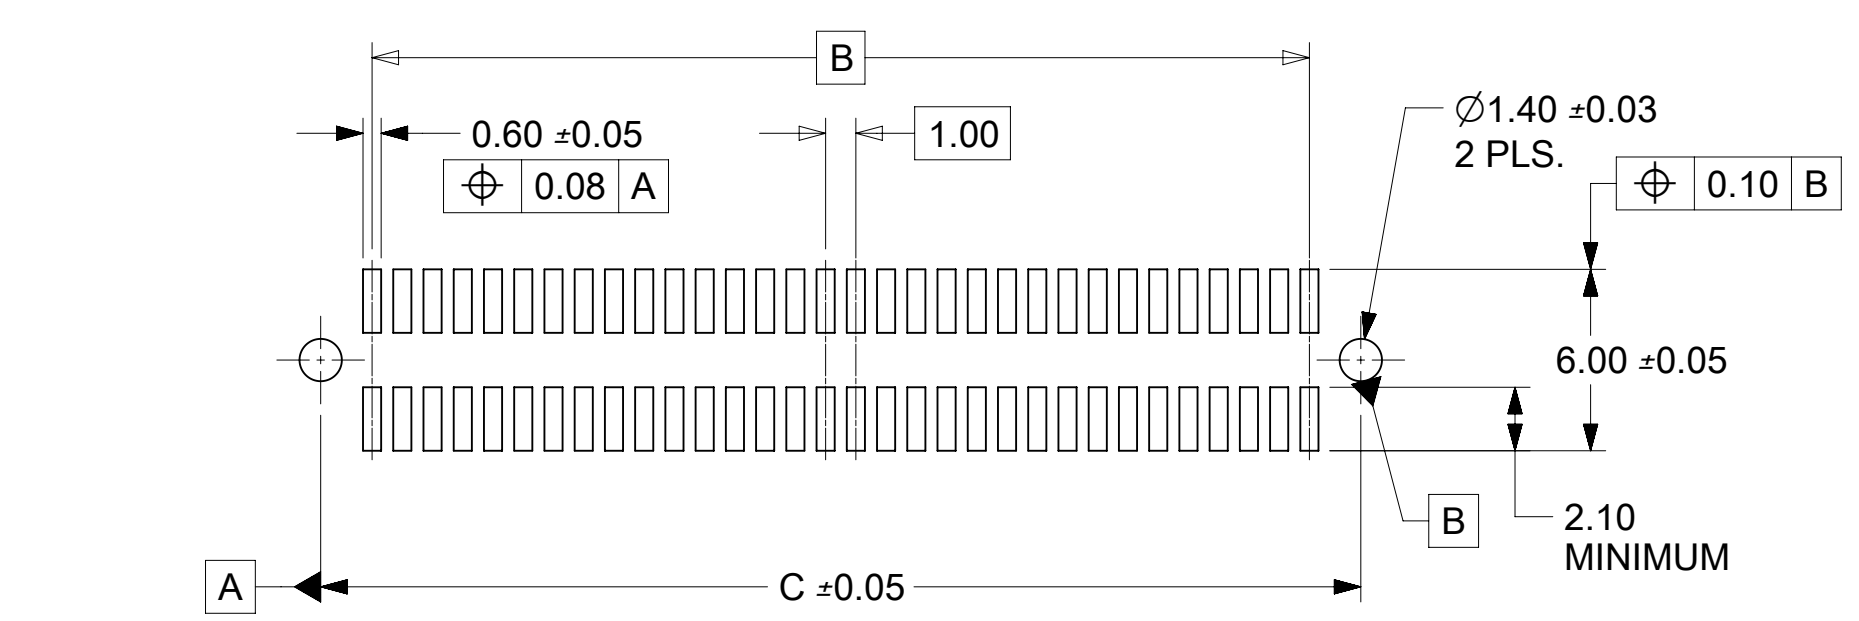 B
0.60 ±0.05
⌖ 0.08 A
1.00
∅1.40 ±0.03
2 PLS.
⌖ 0.10 B
6.00 ±0.05
B
2.10
MINIMUM
A
C ±0.05